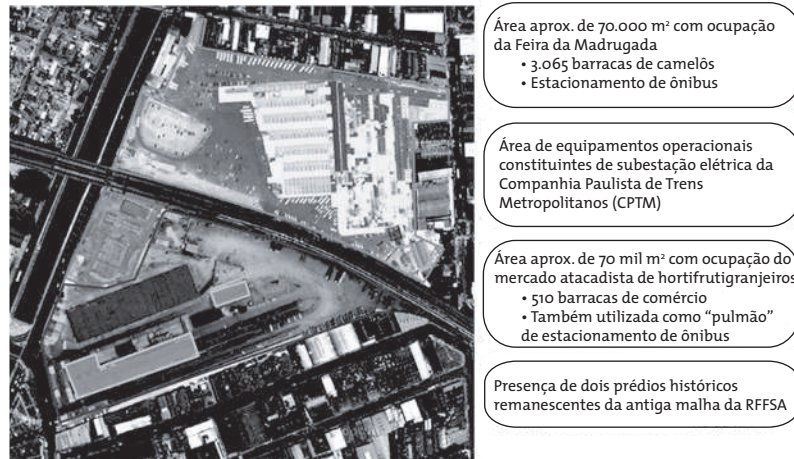 Área aprox. de 70.000 m² com ocupação
da Feira da Madrugada
• 3.065 barracas de camelôs
• Estacionamento de ônibus
Área de equipamentos operacionais
constituintes de subestação elétrica da
Companhia Paulista de Trens
Metropolitanos (CPTM)
Área aprox. de 70 mil m² com ocupação do
mercado atacadista de hortifrutigranjeiros
• 510 barracas de comércio
• Também utilizada como “pulmão”
de estacionamento de ônibus
Presença de dois prédios históricos
remanescentes da antiga malha da RFFSA